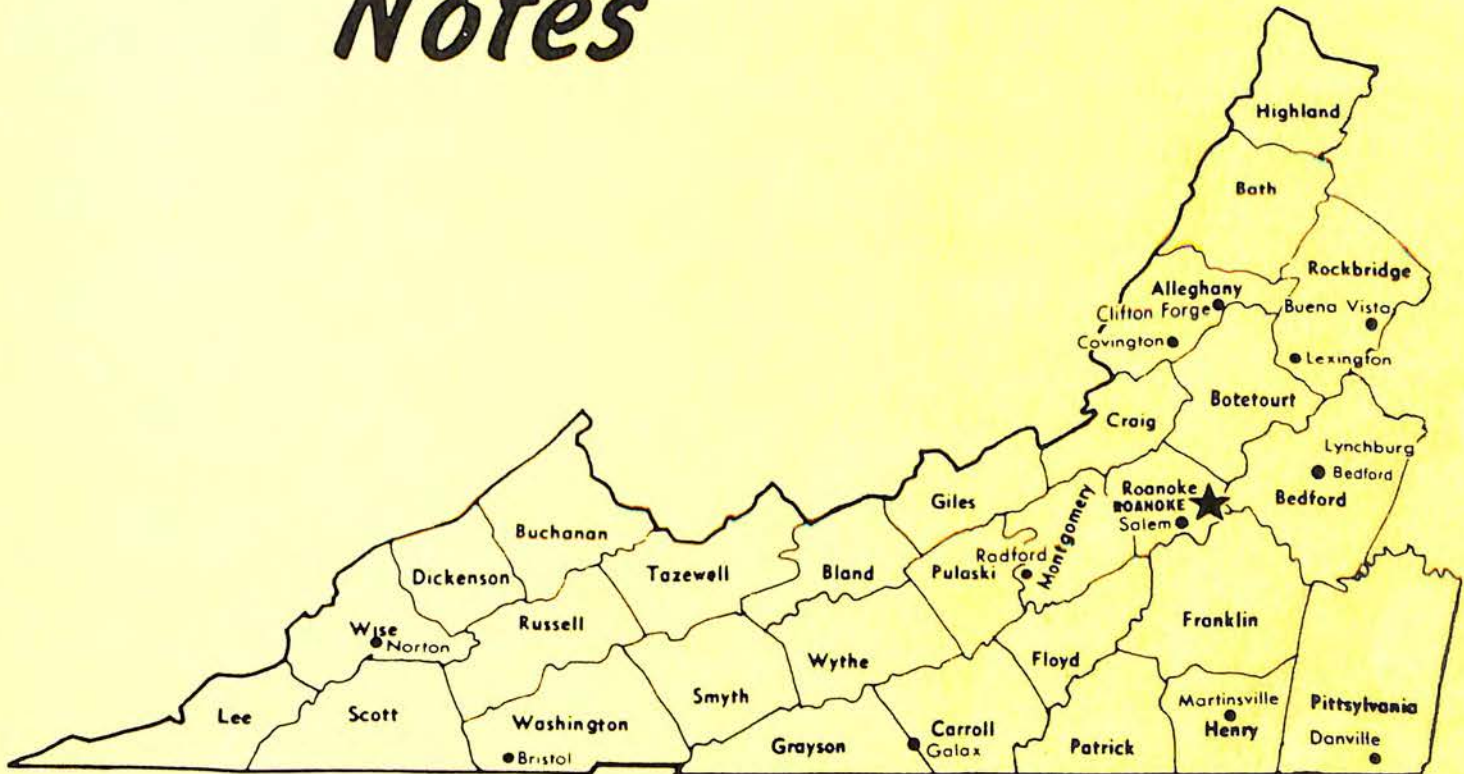 Notes
Highland
Bath
Rockbridge
Alleghany
Clifton Forge
Buena Vista
Covington
Lexington
Botetourt
Craig
Lynchburg
Bedford
Bedford
Roanoke
ROANOKE
Salem
Giles
Montgomery
Radford
Pulaski
Buchanan
Dickenson
Tazewell
Bland
Russell
Wise
Norton
Franklin
Floyd
Wythe
Smyth
Lee
Scott
Washington
Bristol
Grayson
Carroll
Galax
Patrick
Martinsville
Henry
Pittsylvania
Danville